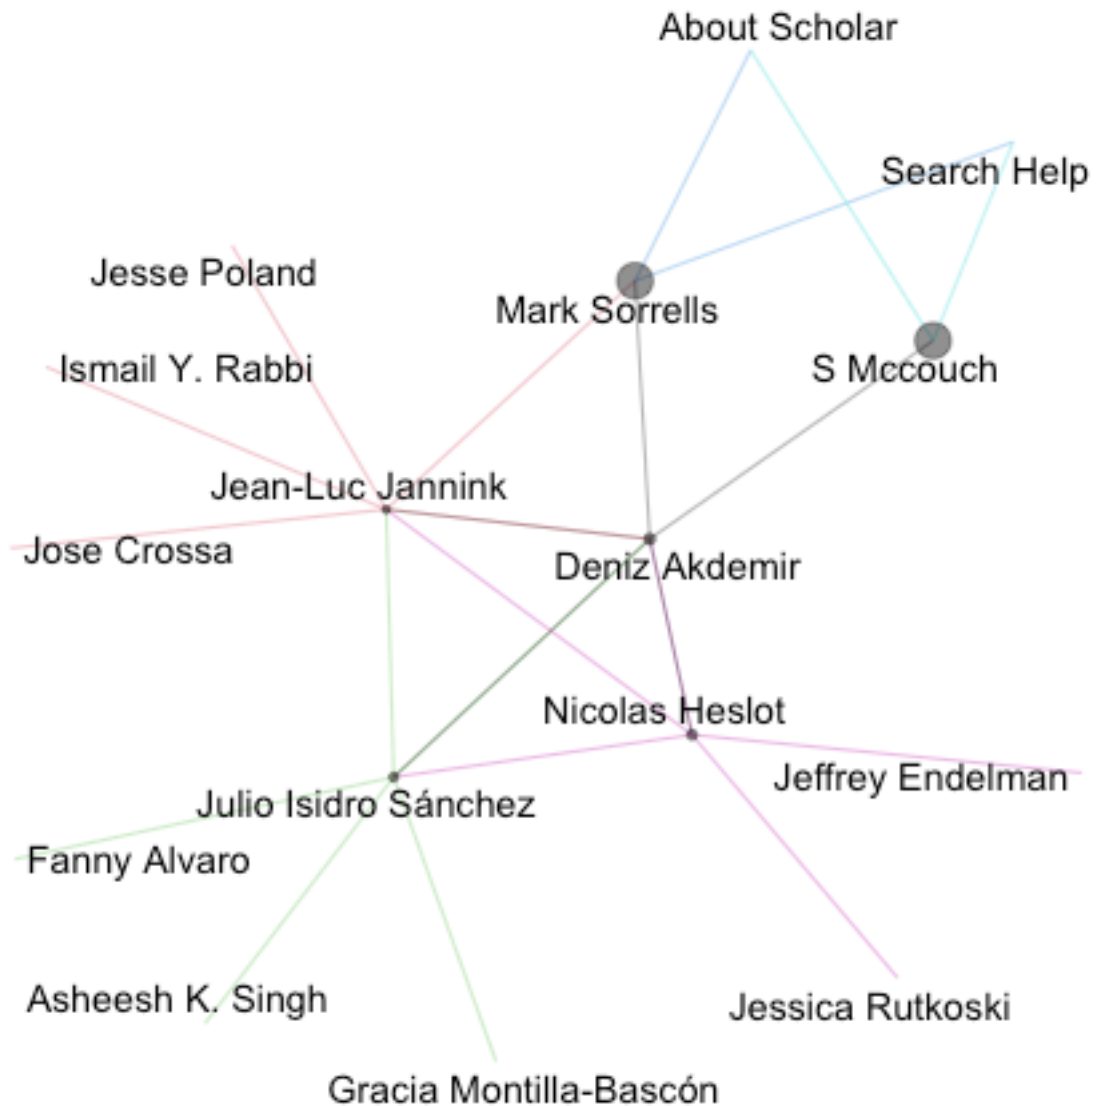 About Scholar
Search Help
Jesse Poland
Mark Sorrells
Ismail Y. Rabbi
S Mccouch
Jean-Luc Jannink
Jose Crossa
Deniz Akdemir
Nicolas Heslot
Jeffrey Endelman
Julio Isidro Sánchez
Fanny Alvaro
Asheesh K. Singh
Jessica Rutkoski
Gracia Montilla-Bascón